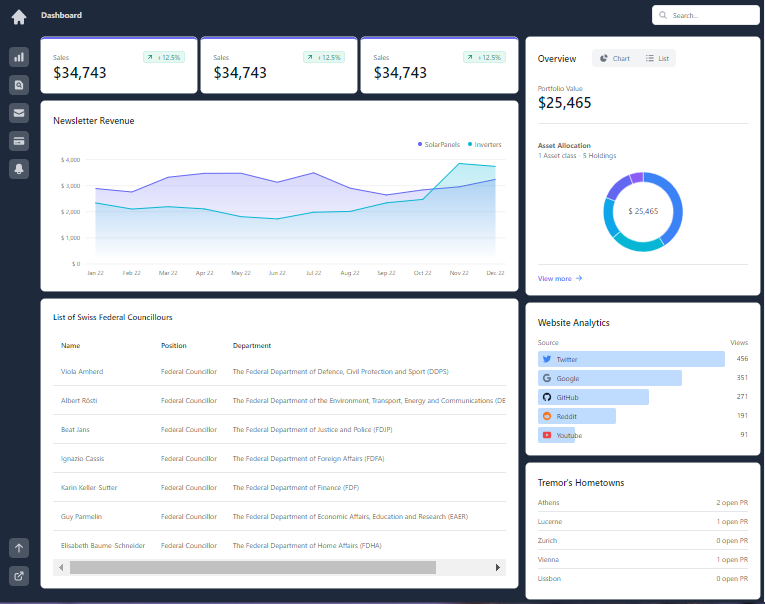 Dashboard
Search...
Sales
12.5%
$34,743
Sales
12.5%
$34,743
Sales
12.5%
$34,743
Newsletter Revenue
SolarPanels
Inverters
$ 4,000
$ 3,000
$ 2,000
$ 1,000
$ 0
Jan 22 Feb 22 Mar 22 Apr 22 May 22 Jun 22 Jul 22 Aug 22 Sep 22 Oct 22 Nov 22 Dec 22
List of Swiss Federal Councillours
Name Position Department
Viola Amherd Federal Councillor The Federal Department of Defence, Civil Protection and Sport (DDPS)
Albert Rösti Federal Councillor The Federal Department of the Environment, Transport, Energy and Communications (DE
Beat Jans Federal Councillor The Federal Department of Justice and Police (FDJP)
Ignazio Cassis Federal Councillor The Federal Department of Foreign Affairs (FDFA)
Karin Keller-Sutter Federal Councillor The Federal Department of Finance (FDF)
Guy Parmelin Federal Councillor The Federal Department of Economic Affairs, Education and Research (EAER)
Elisabeth Baume-Schneider Federal Councillor The Federal Department of Home Affairs (FDHA)
Overview
Chart
List
Portfolio Value
$25,465
Asset Allocation
1 Asset class · 5 Holdings
$ 25,465
View more
Website Analytics
Source Views
Twitter 456
Google 351
GitHub 271
Reddit 191
Youtube 91
Tremor's Hometowns
Athens 2 open PR
Lucerne 1 open PR
Zurich 0 open PR
Vienna 1 open PR
Lissbon 0 open PR